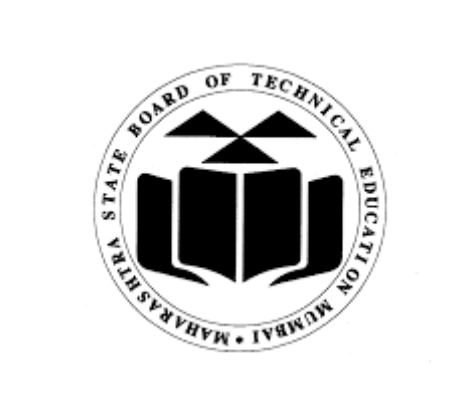 MAHARASHTRA STATE BOARD OF TECHNICAL EDUCATION MUMBAI •